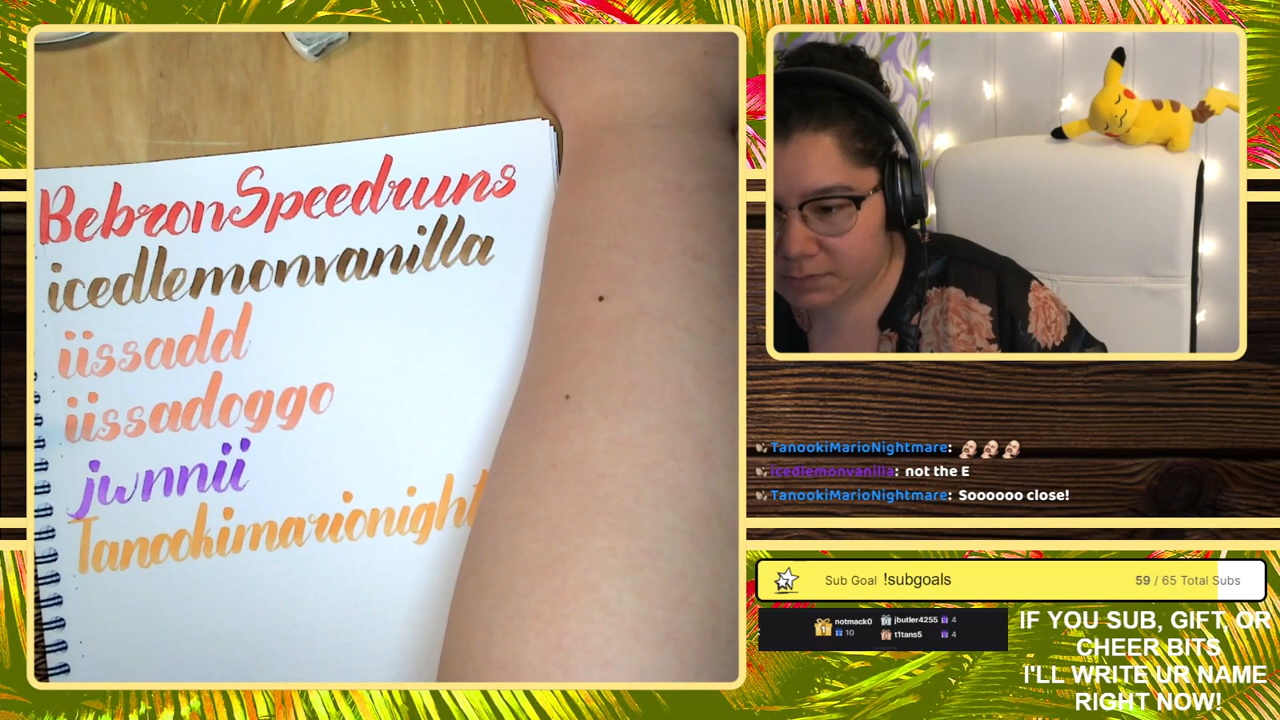 BebronSpeedruns
icedlemonvanilla
iissadd
iissadoggo
jwnnii
Tanookimarionight
TanookiMarioNightmare:
icedlemonvanilla: not the E
TanookiMarioNightmare: Soooooo close!
Sub Goal !subgoals 59 / 65 Total Subs
notmack0 10
jbutler4255 4
t1tans5 4
IF YOU SUB, GIFT, OR
CHEER BITS
I'LL WRITE UR NAME
RIGHT NOW!